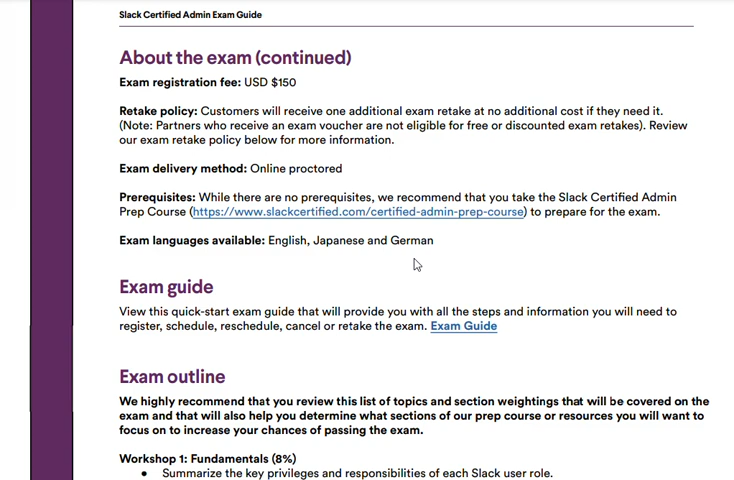 Slack Certified Admin Exam Guide
About the exam (continued)
Exam registration fee: USD $150
Retake policy: Customers will receive one additional exam retake at no additional cost if they need it.
(Note: Partners who receive an exam voucher are not eligible for free or discounted exam retakes). Review
our exam retake policy below for more information.
Exam delivery method: Online proctored
Prerequisites: While there are no prerequisites, we recommend that you take the Slack Certified Admin
Prep Course (https://www.slackcertified.com/certified-admin-prep-course) to prepare for the exam.
Exam languages available: English, Japanese and German
Exam guide
View this quick-start exam guide that will provide you with all the steps and information you will need to
register, schedule, reschedule, cancel or retake the exam. Exam Guide
Exam outline
We highly recommend that you review this list of topics and section weightings that will be covered on the
exam and that will also help you determine what sections of our prep course or resources you will want to
focus on to increase your chances of passing the exam.
Workshop 1: Fundamentals (8%)
• Summarize the key privileges and responsibilities of each Slack user role.